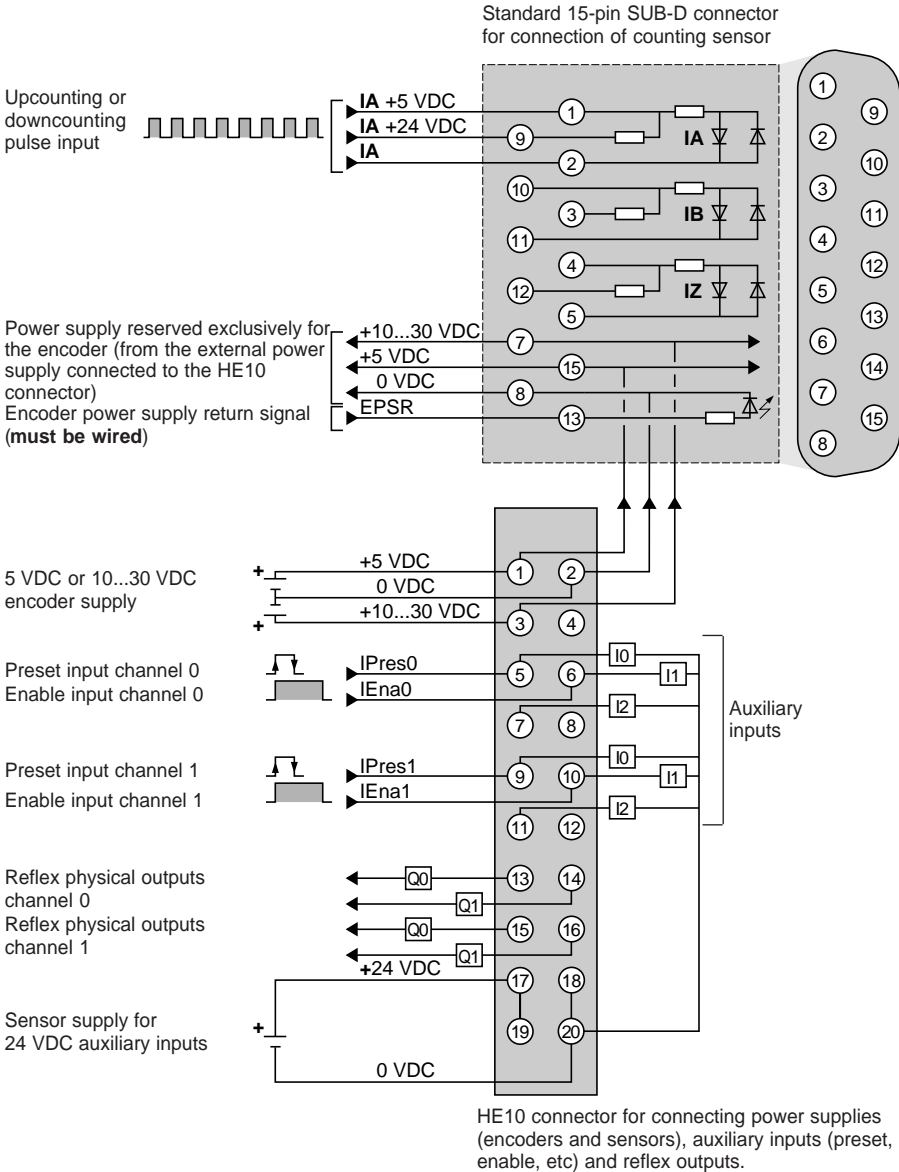 Standard 15-pin SUB-D connector
for connection of counting sensor
Upcounting or
downcounting
pulse input
IA +5 VDC
IA +24 VDC
IA
1
9
2
IA
10
3
11
IB
4
12
5
IZ
Power supply reserved exclusively for
the encoder (from the external power
supply connected to the HE10
connector)
Encoder power supply return signal
(must be wired)
+10...30 VDC
+5 VDC
0 VDC
EPSR
7
15
8
13
1
9
2
10
3
11
4
12
5
13
6
14
7
15
8
5 VDC or 10...30 VDC
encoder supply
+
+
+5 VDC
0 VDC
+10...30 VDC
1 2
3 4
Preset input channel 0
Enable input channel 0
IPres0
IEna0
5 6
7 8
I0
I1
I2
Auxiliary
inputs
Preset input channel 1
Enable input channel 1
IPres1
IEna1
9 10
11 12
I0
I1
I2
Reflex physical outputs
channel 0
Reflex physical outputs
channel 1
Q0
Q1
Q0
Q1
13 14
15 16
+24 VDC
17 18
19 20
Sensor supply for
24 VDC auxiliary inputs
+
0 VDC
HE10 connector for connecting power supplies
(encoders and sensors), auxiliary inputs (preset,
enable, etc) and reflex outputs.